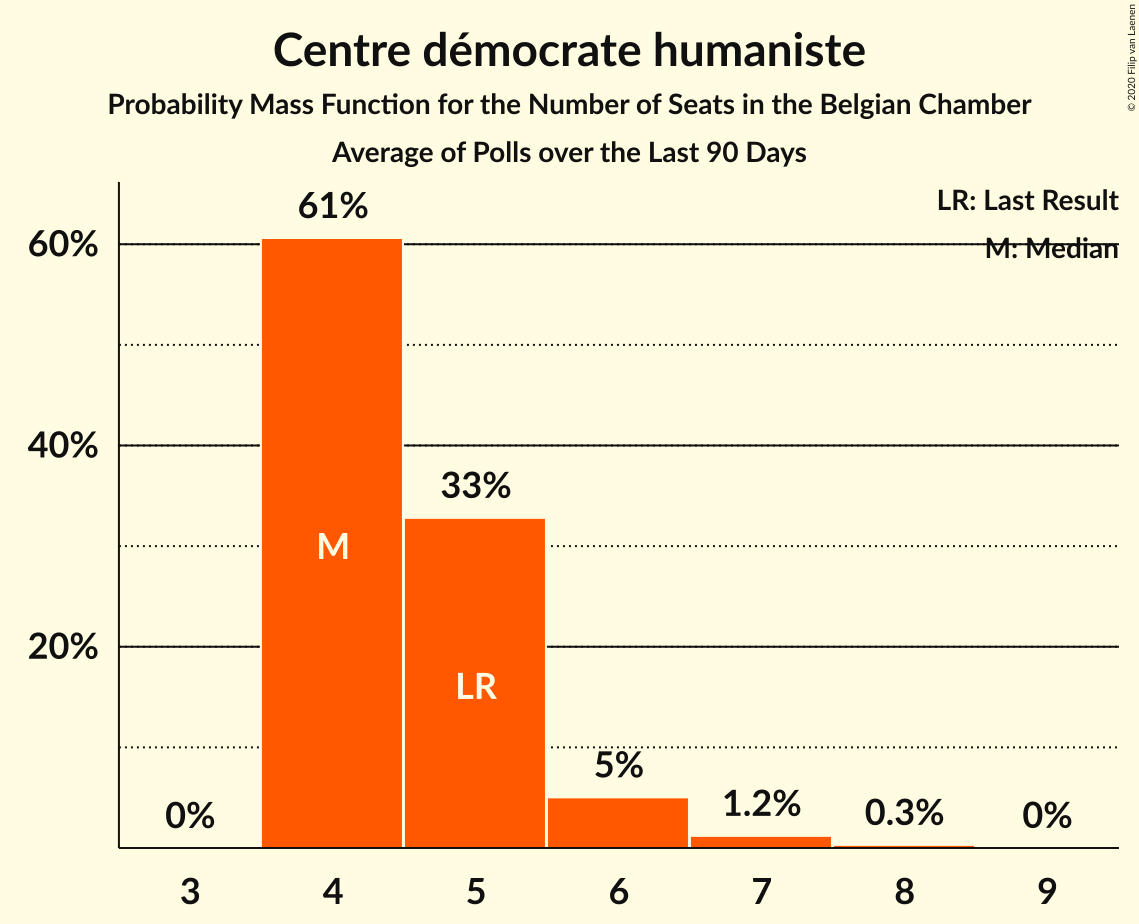 Centre démocrate humaniste
Probability Mass Function for the Number of Seats in the Belgian Chamber
Average of Polls over the Last 90 Days
© 2020 Filip van Laenen
LR: Last Result
M: Median
60%
40%
20%
0%
61%
33%
5%
1.2%
0.3%
0%
M
LR
3
4
5
6
7
8
9